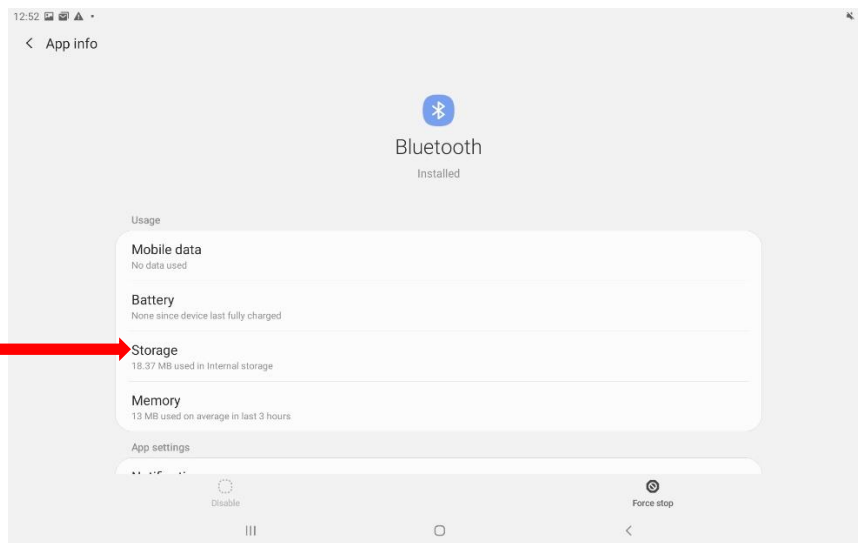 12:52
App info
Bluetooth
Installed
Usage
Mobile data
No data used
Battery
None since device last fully charged
Storage
18.37 MB used in Internal storage
Memory
13 MB used on average in last 3 hours
App settings
Disable
Force stop